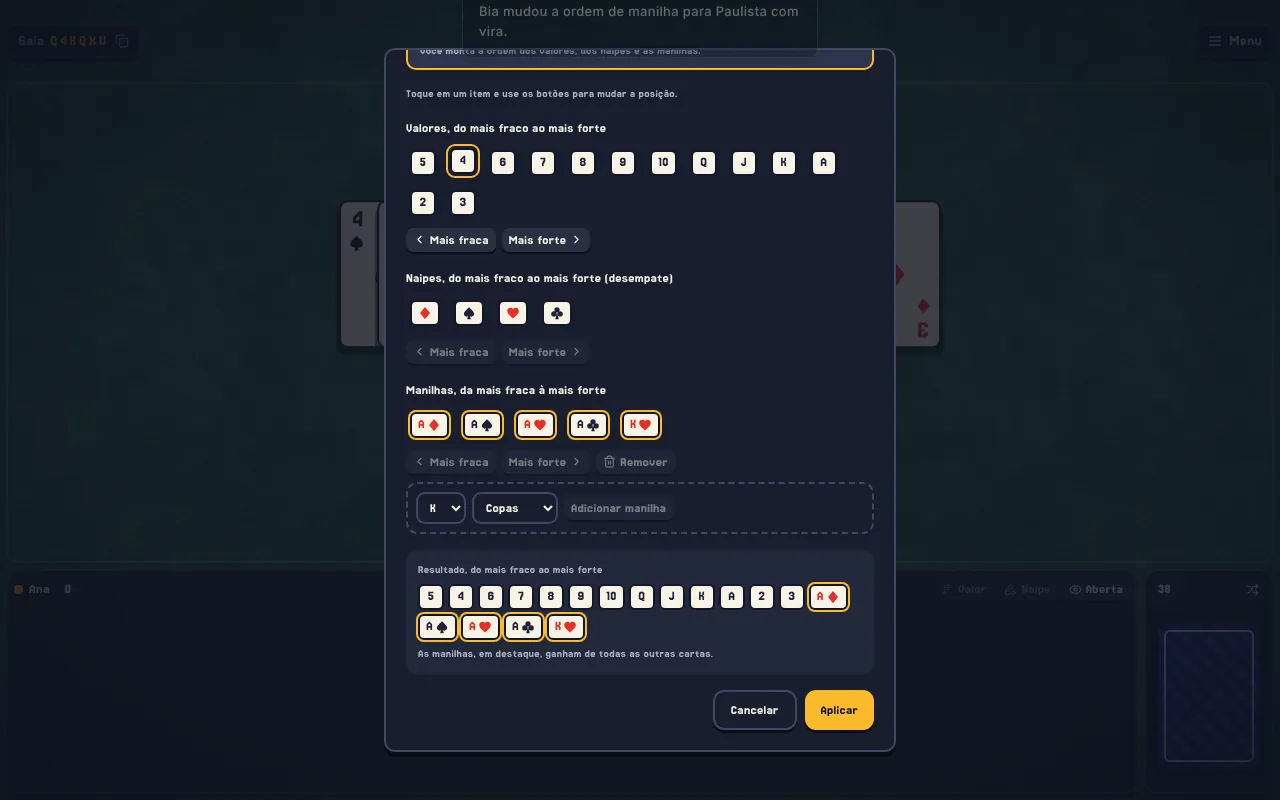 Bia mudou a ordem de manilha para Paulista com
vira.
Sala Q4HQXU
Menu
Você monta a ordem dos valores, dos naipes e as manilhas.
Toque em um item e use os botões para mudar a posição.
Valores, do mais fraco ao mais forte
5 4 6 7 8 9 10 Q J K A
2 3
Mais fraca Mais forte
Naipes, do mais fraco ao mais forte (desempate)
♦ ♠ ♥ ♣
Mais fraca Mais forte
Manilhas, da mais fraca à mais forte
A♦ A♠ A♥ A♣ K♥
Mais fraca Mais forte Remover
K Copas Adicionar manilha
Resultado, do mais fraco ao mais forte
5 4 6 7 8 9 10 Q J K A 2 3 A♦
A♠ A♥ A♣ K♥
As manilhas, em destaque, ganham de todas as outras cartas.
Cancelar Aplicar
4
3
Ana 0
Valor Naipe Aberta
38